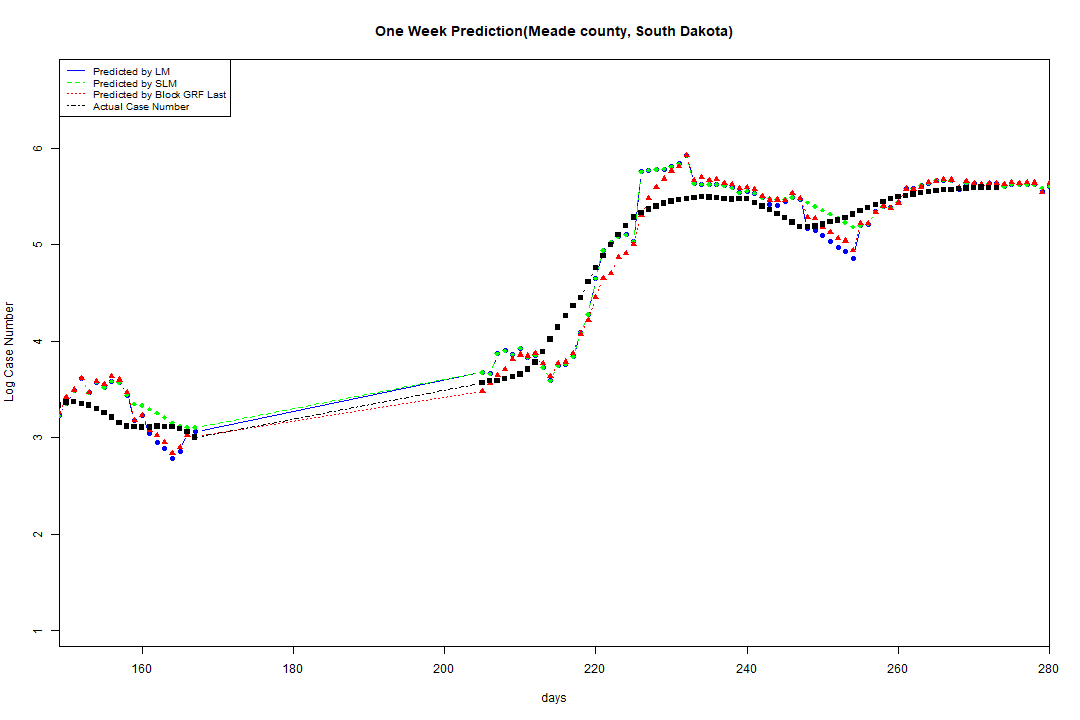 One Week Prediction(Meade county, South Dakota)
Predicted by LM
Predicted by SLM
Predicted by Block GRF Last
Actual Case Number
6
5
4
3
2
1
Log Case Number
160 180 200 220 240 260 280
days